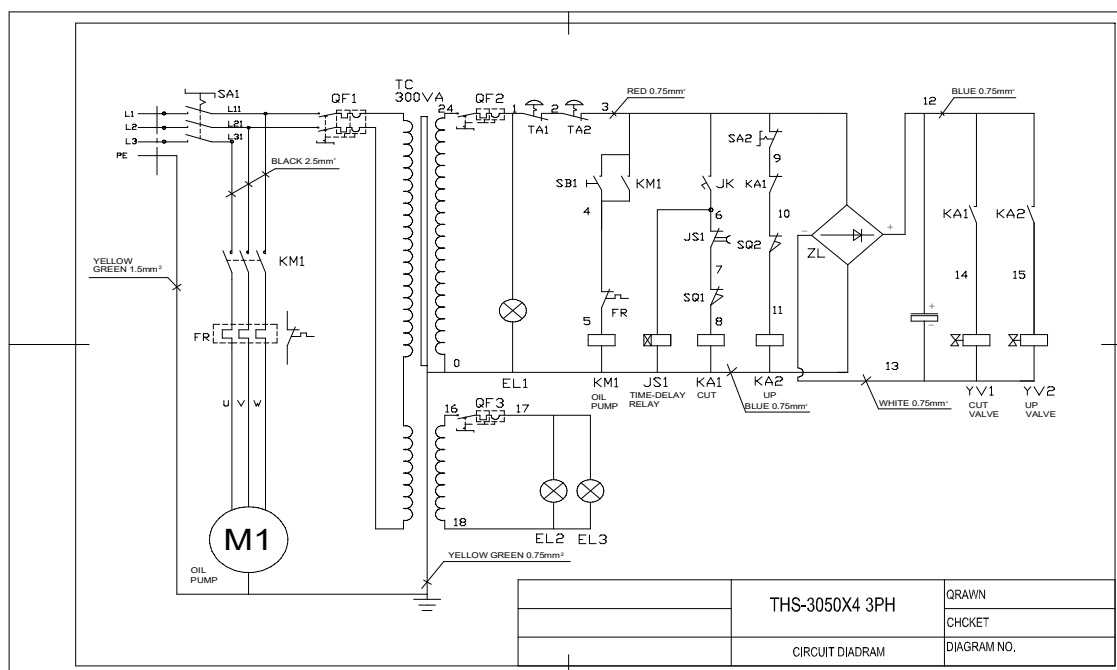 L1
L2
L3
PE
SA1
L11
L21
L31
QF1
TC
300VA
24
QF2
1
TA1
2
TA2
3
RED 0.75mm²
12
BLUE 0.75mm²
BLACK 2.5mm²
SA2
9
SB1
KM1
4
JK
6
KA1
10
JS1
SQ2
7
SQ1
8
11
ZL
-
+
KA1
KA2
14
15
YELLOW
GREEN 1.5mm²
KM1
FR
FR
5
+
-
0
13
EL1
KM1
OIL
PUMP
JS1
TIME-DELAY
RELAY
KA1
CUT
KA2
UP
BLUE 0.75mm²
WHITE 0.75mm²
YV1
CUT
VALVE
YV2
UP
VALVE
U V W
16
QF3
17
18
EL2
EL3
M1
OIL
PUMP
YELLOW GREEN 0.75mm²
THS-3050X4 3PH
QRAWN
CHCKET
CIRCUIT DIADRAM
DIAGRAM NO.